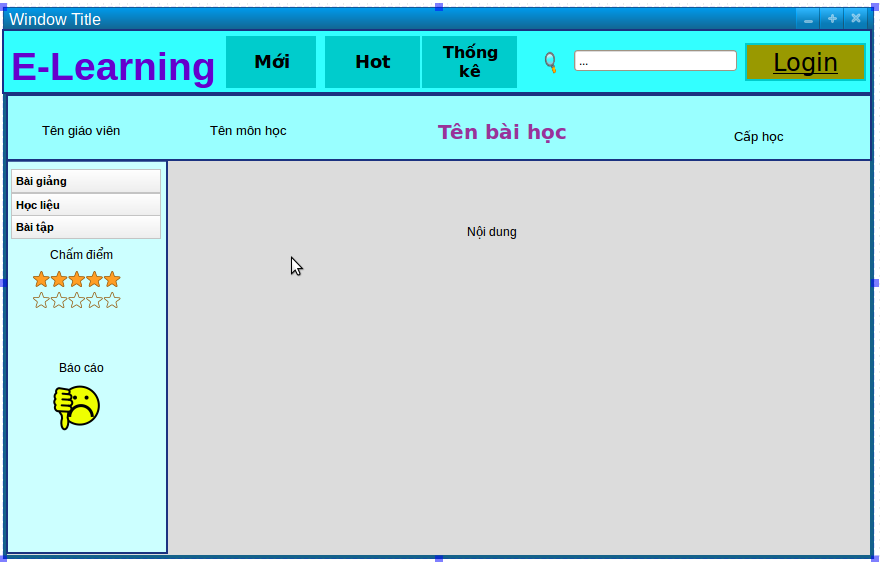 Window Title
E-Learning
Mới
Hot
Thống
kê
...
Login
Tên giáo viên
Tên môn học
Tên bài học
Cấp học
Bài giảng
Học liệu
Bài tập
Chấm điểm
Báo cáo
Nội dung